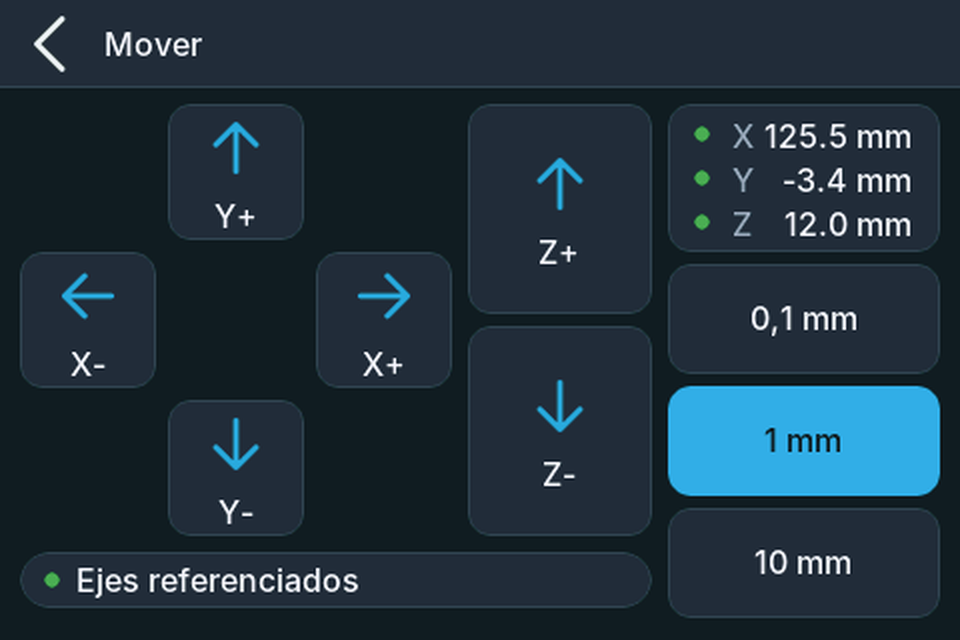 Mover
Y+
X-
X+
Y-
Z+
Z-
X 125.5 mm
Y -3.4 mm
Z 12.0 mm
0,1 mm
1 mm
10 mm
Ejes referenciados